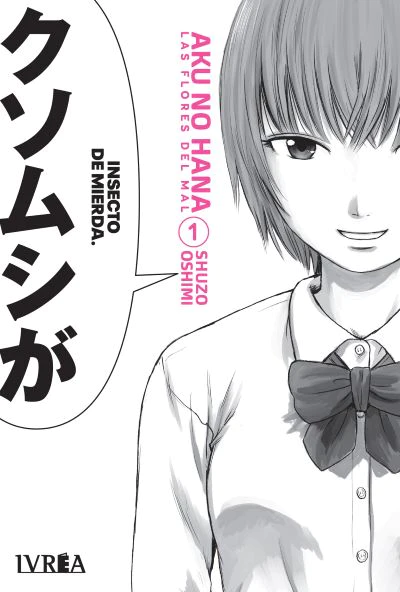 クソムシが
INSECTO
DE MIERDA.
AKU NO HANA
LAS FLORES DEL MAL
1
SHUZO
OSHIMI
IVREA